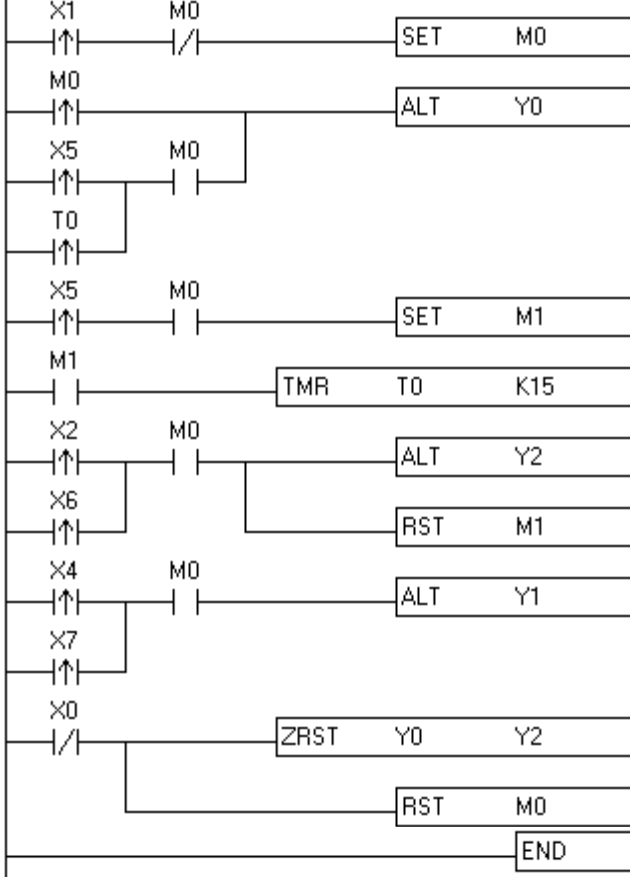 X1 M0
SET M0
M0
ALT Y0
X5 M0
T0
X5 M0
SET M1
M1
TMR T0 K15
X2 M0
ALT Y2
X6
RST M1
X4 M0
ALT Y1
X7
X0
ZRST Y0 Y2
RST M0
END